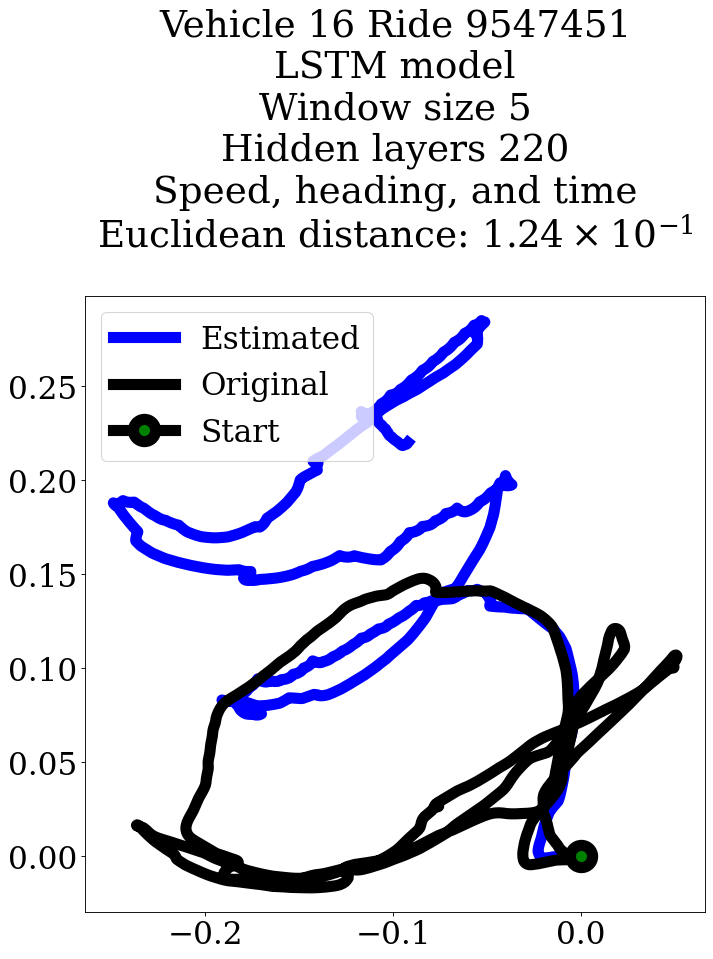 Vehicle 16 Ride 9547451
LSTM model
Window size 5
Hidden layers 220
Speed, heading, and time
Euclidean distance: 1.24 × 10⁻¹
Estimated
Original
Start
0.25
0.20
0.15
0.10
0.05
0.00
−0.2 −0.1 0.0